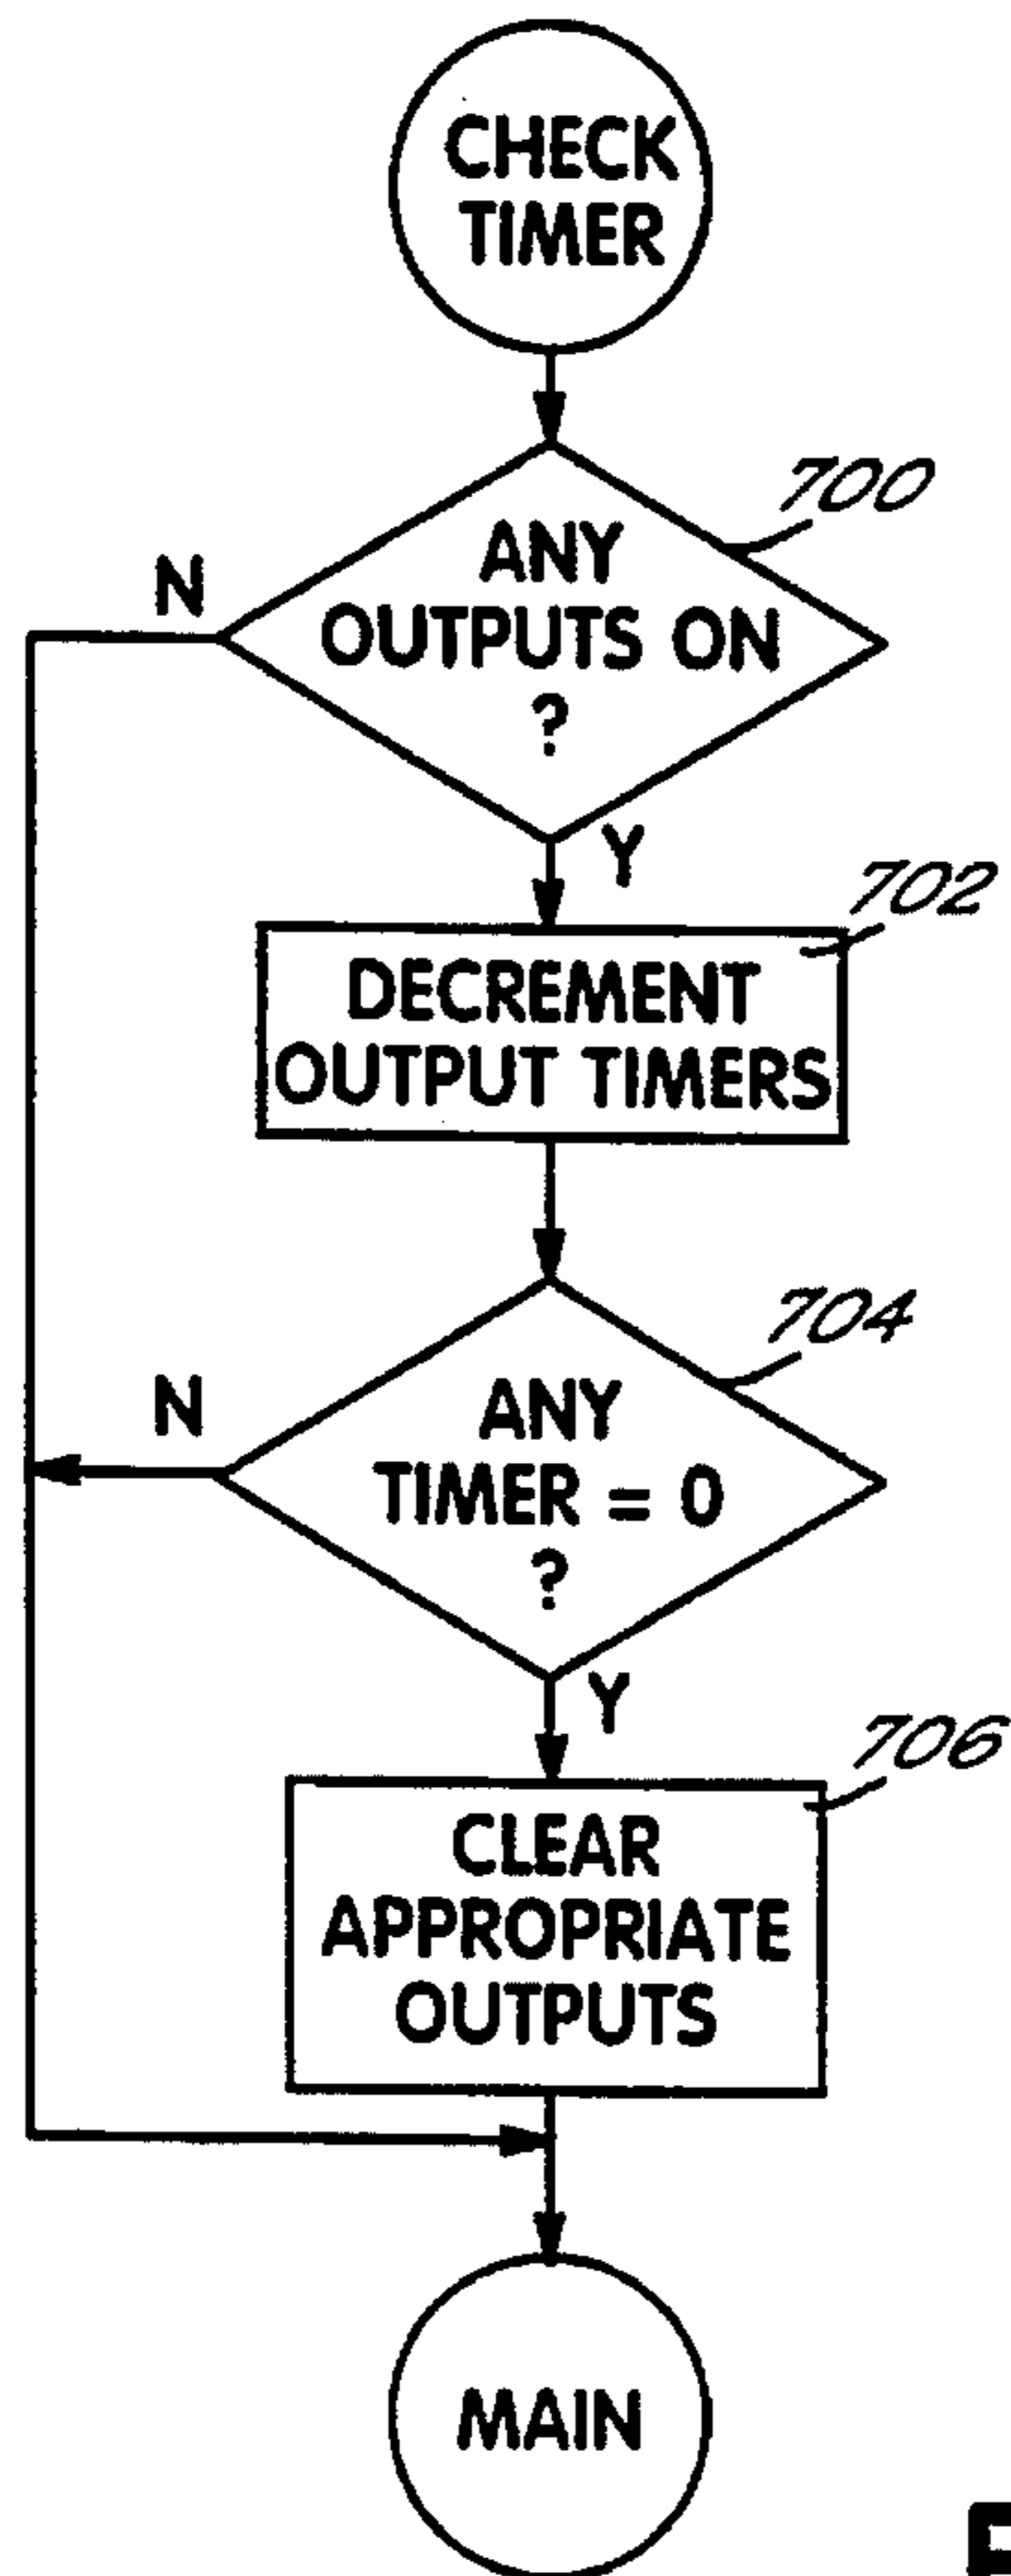 CHECK
TIMER
700
ANY
OUTPUTS ON
?
N
Y
702
DECREMENT
OUTPUT TIMERS
704
ANY
TIMER = 0
?
N
Y
706
CLEAR
APPROPRIATE
OUTPUTS
MAIN